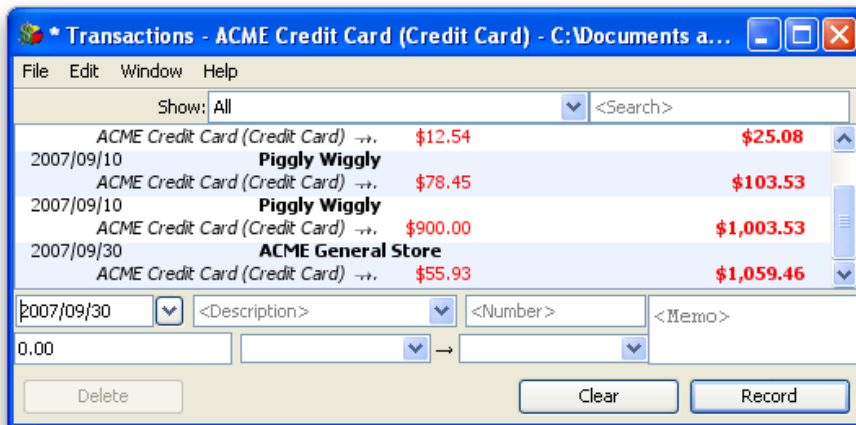 * Transactions - ACME Credit Card (Credit Card) - C:\Documents a...
File Edit Window Help
Show: All <Search>
ACME Credit Card (Credit Card) →. $12.54 $25.08
2007/09/10 Piggly Wiggly
ACME Credit Card (Credit Card) →. $78.45 $103.53
2007/09/10 Piggly Wiggly
ACME Credit Card (Credit Card) →. $900.00 $1,003.53
2007/09/30 ACME General Store
ACME Credit Card (Credit Card) →. $55.93 $1,059.46
2007/09/30 <Description> <Number> <Memo>
0.00 →
Delete Clear Record